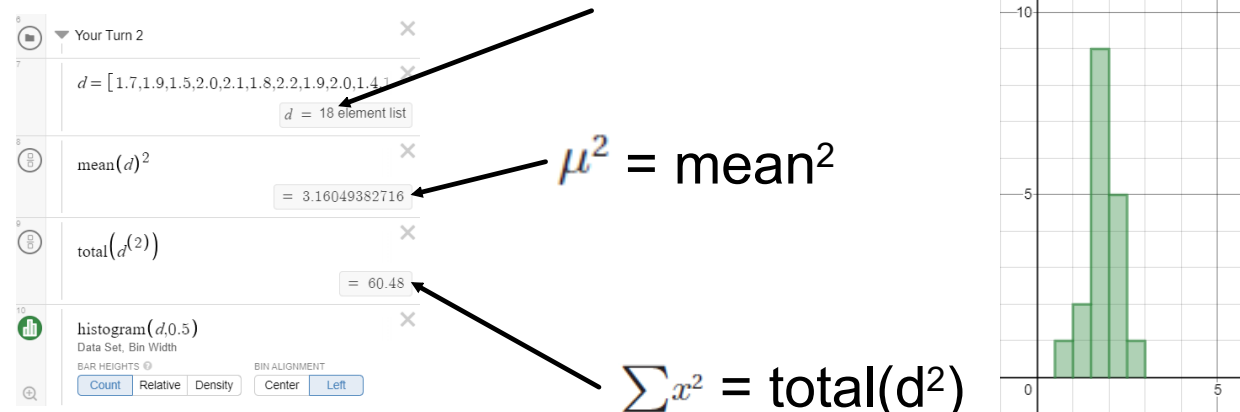 6
Your Turn 2
7
d = [1.7,1.9,1.5,2.0,2.1,1.8,2.2,1.9,2.0,1.4,
d = 18 element list
8
mean(d)²
= 3.16049382716
9
total(d^(2))
= 60.48
10
histogram(d,0.5)
Data Set, Bin Width
BAR HEIGHTS
BIN ALIGNMENT
Count Relative Density
Center Left
μ² = mean²
∑x² = total(d²)
10
5
0
5